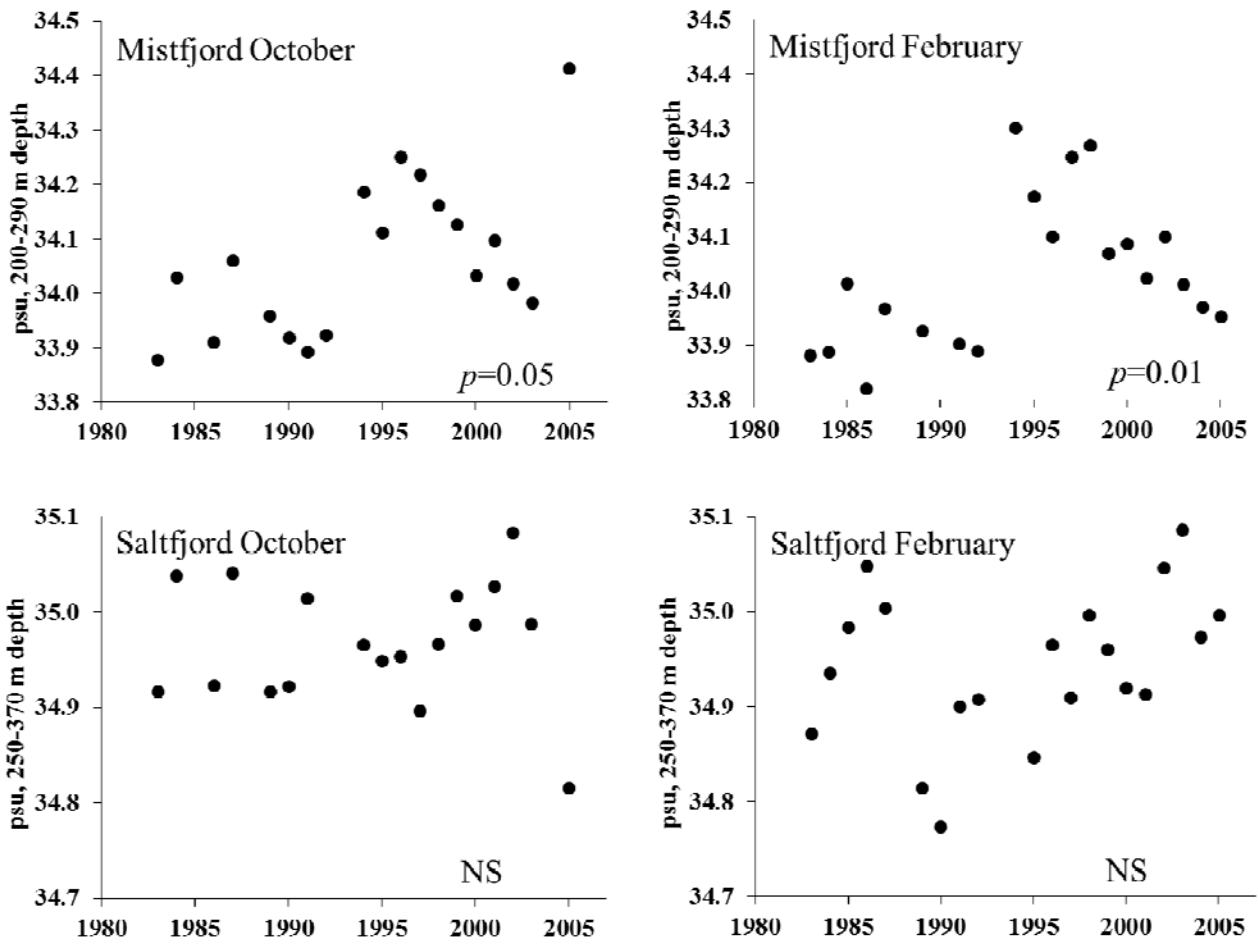 Mistfjord October
psu, 200-290 m depth
34.5
34.4
34.3
34.2
34.1
34.0
33.9
33.8
p=0.05
1980 1985 1990 1995 2000 2005
Mistfjord February
psu, 200-290 m depth
34.5
34.4
34.3
34.2
34.1
34.0
33.9
33.8
p=0.01
1980 1985 1990 1995 2000 2005
Saltfjord October
psu, 250-370 m depth
35.1
35.0
34.9
34.8
34.7
NS
1980 1985 1990 1995 2000 2005
Saltfjord February
psu, 250-370 m depth
35.1
35.0
34.9
34.8
34.7
NS
1980 1985 1990 1995 2000 2005